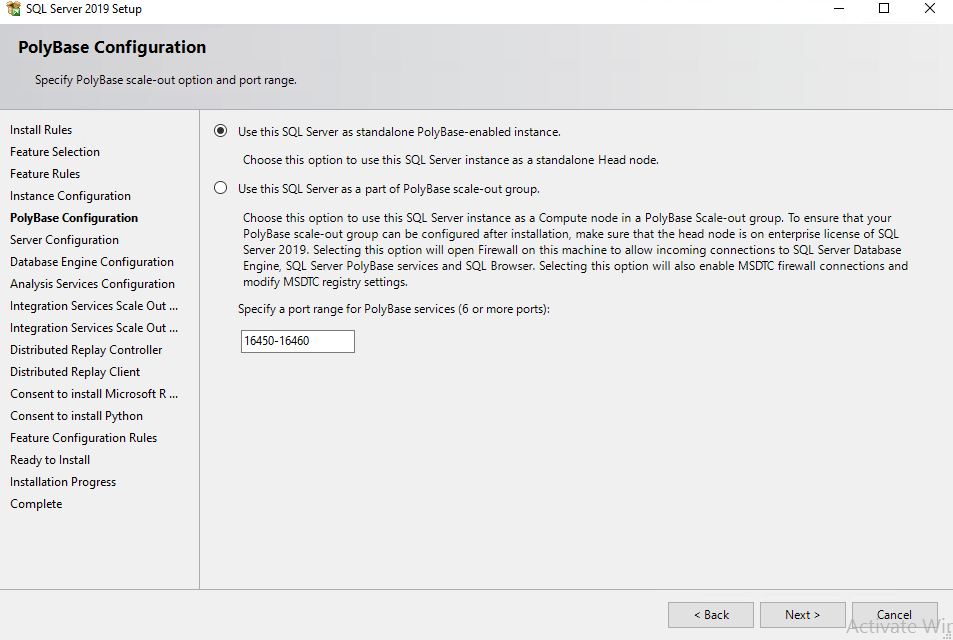 SQL Server 2019 Setup
PolyBase Configuration
Specify PolyBase scale-out option and port range.
Install Rules
Feature Selection
Feature Rules
Instance Configuration
PolyBase Configuration
Server Configuration
Database Engine Configuration
Analysis Services Configuration
Integration Services Scale Out ...
Integration Services Scale Out ...
Distributed Replay Controller
Distributed Replay Client
Consent to install Microsoft R ...
Consent to install Python
Feature Configuration Rules
Ready to Install
Installation Progress
Complete
Use this SQL Server as standalone PolyBase-enabled instance.
Choose this option to use this SQL Server instance as a standalone Head node.
Use this SQL Server as a part of PolyBase scale-out group.
Choose this option to use this SQL Server instance as a Compute node in a PolyBase Scale-out group. To ensure that your
PolyBase scale-out group can be configured after installation, make sure that the head node is on enterprise license of SQL
Server 2019. Selecting this option will open Firewall on this machine to allow incoming connections to SQL Server Database
Engine, SQL Server PolyBase services and SQL Browser. Selecting this option will also enable MSDTC firewall connections and
modify MSDTC registry settings.
Specify a port range for PolyBase services (6 or more ports):
16450-16460
< Back Next > Cancel
Activate Wi